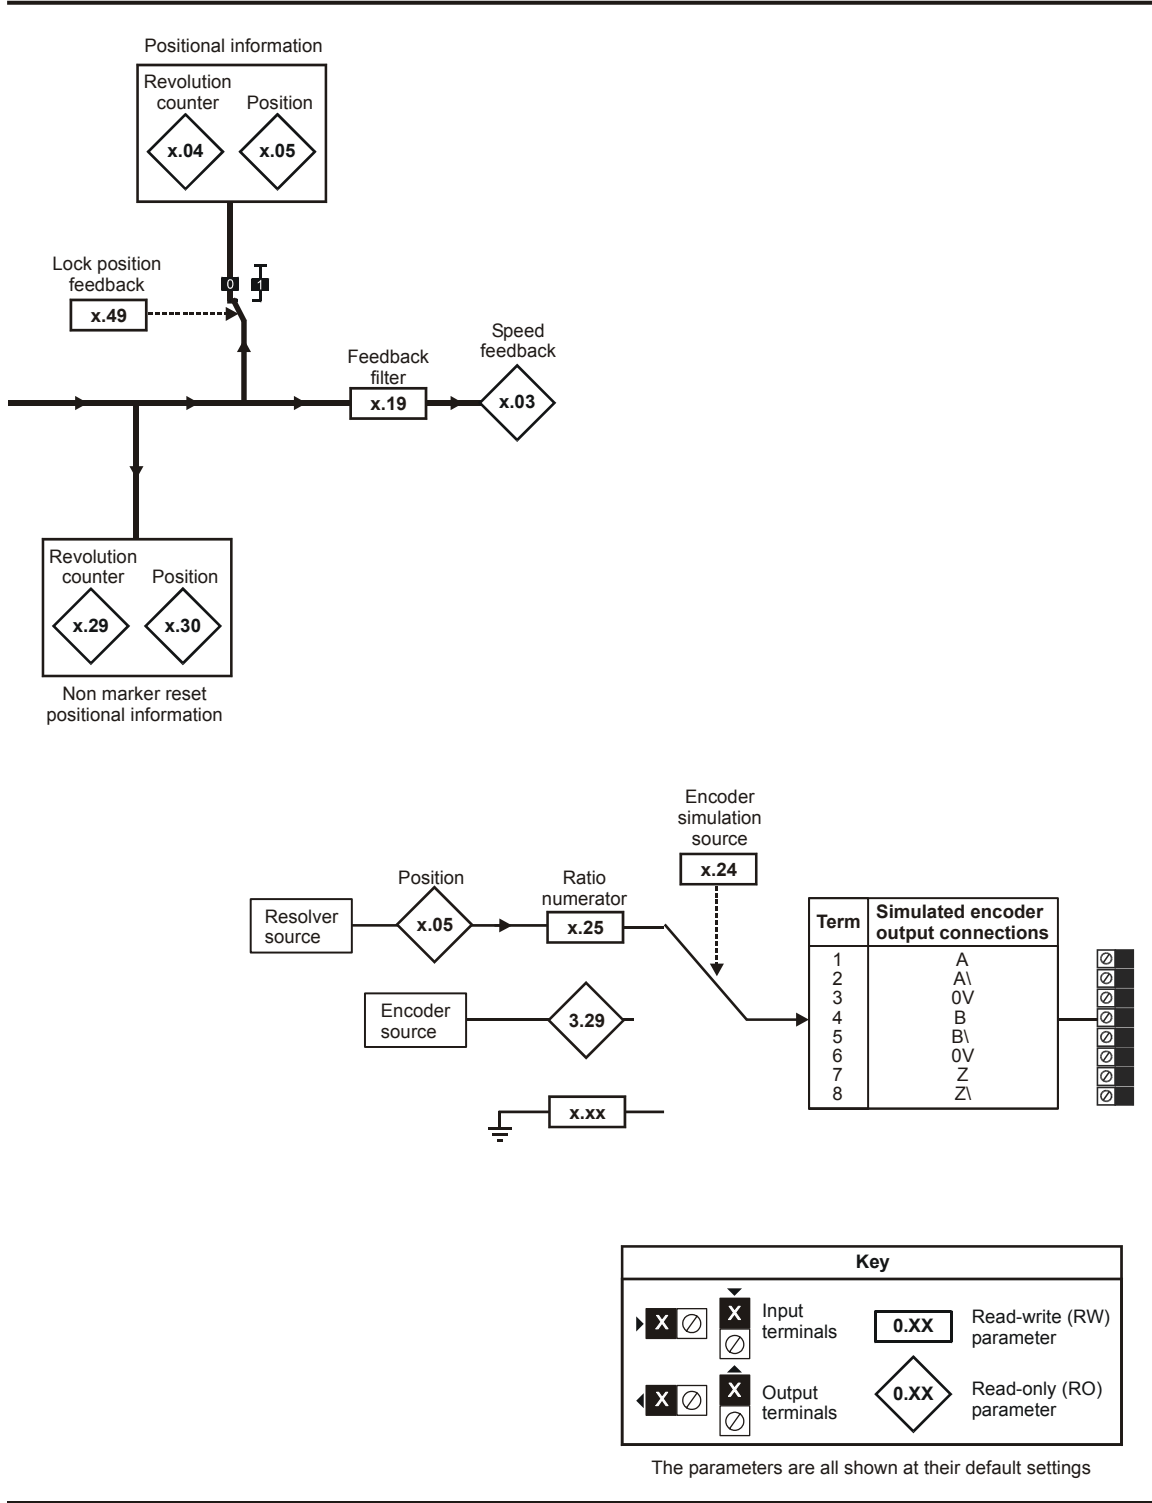 Positional information
Revolution
counter
Position
x.04
x.05
Lock position
feedback
0
1
x.49
Speed
feedback
Feedback
filter
x.19
x.03
Revolution
counter
Position
x.29
x.30
Non marker reset
positional information
Encoder
simulation
source
x.24
Position
Ratio
numerator
Resolver
source
x.05
x.25
Encoder
source
3.29
x.xx
Term
Simulated encoder
output connections
1 A
2 A\
3 0V
4 B
5 B\
6 0V
7 Z
8 Z\
Key
X
X
Input
terminals
0.XX
Read-write (RW)
parameter
X
X
Output
terminals
0.XX
Read-only (RO)
parameter
The parameters are all shown at their default settings